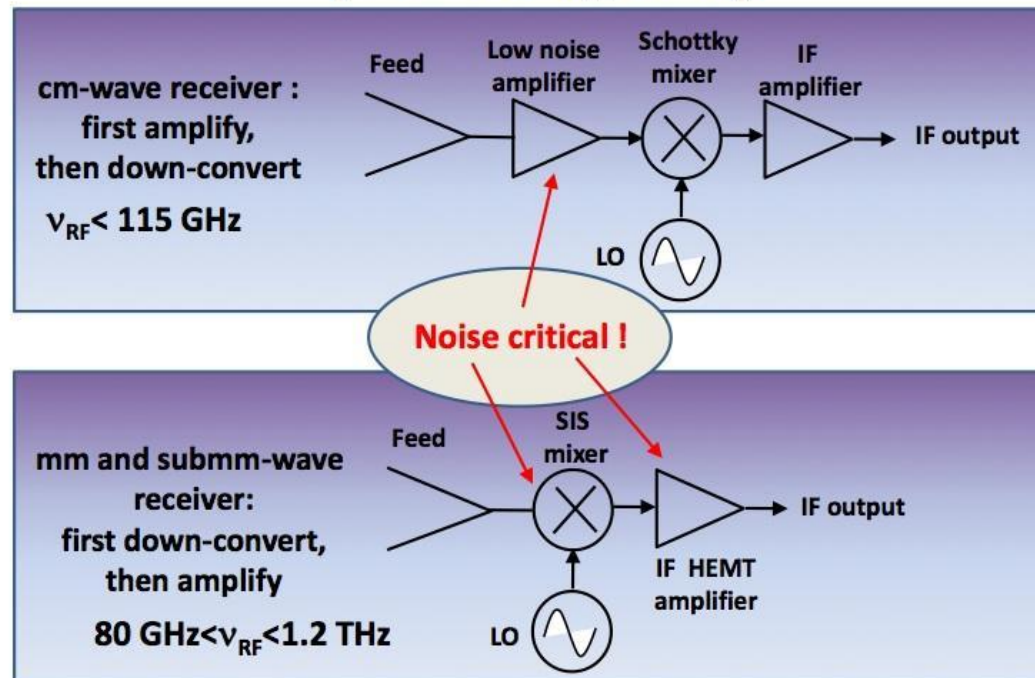 cm-wave receiver :
first amplify,
then down-convert
νRF< 115 GHz
Feed
Low noise
amplifier
Schottky
mixer
IF
amplifier
IF output
LO
Noise critical !
mm and submm-wave
receiver:
first down-convert,
then amplify
80 GHz<νRF<1.2 THz
Feed
SIS
mixer
IF output
IF HEMT
amplifier
LO